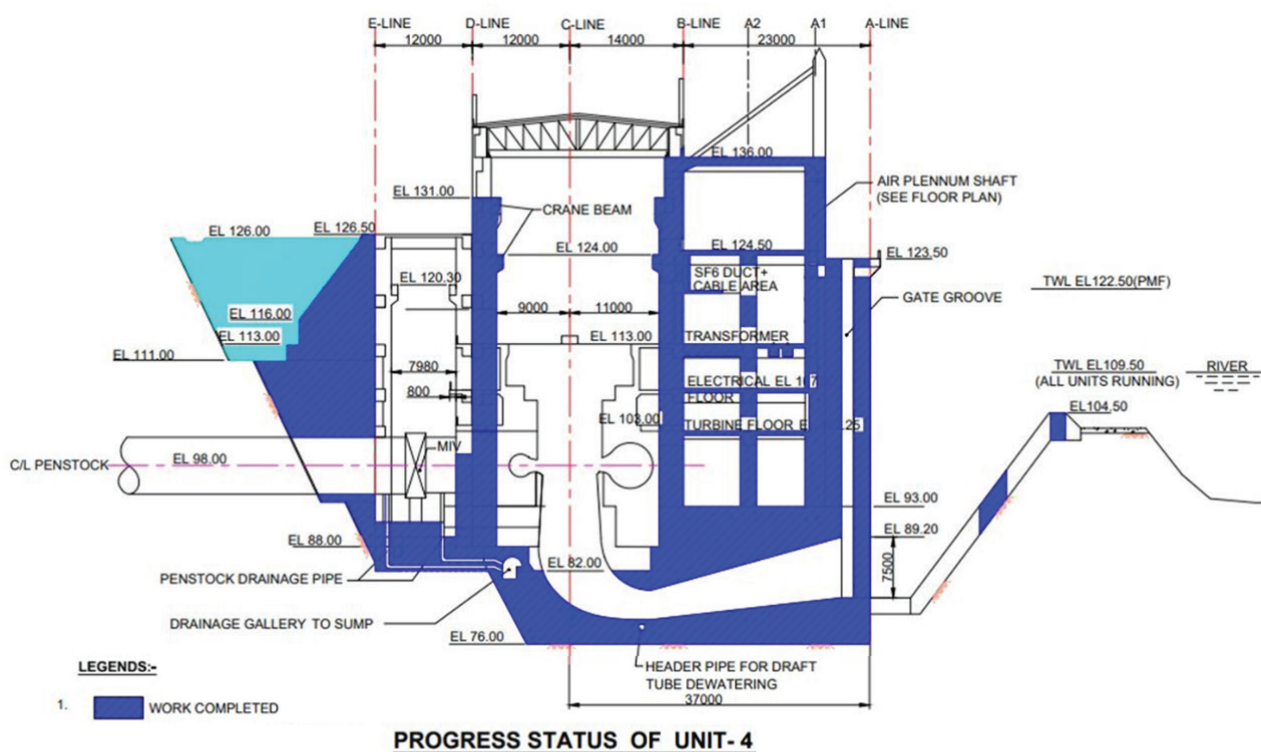 E-LINE
D-LINE
C-LINE
B-LINE
A2
A1
A-LINE
12000
12000
14000
23000
EL 136.00
EL 131.00
CRANE BEAM
AIR PLENNUM SHAFT
(SEE FLOOR PLAN)
EL 126.00
EL 126.50
EL 124.00
EL 124.50
EL 123.50
EL 120.30
SF6 DUCT+
CABLE AREA
TWL EL122.50(PMF)
GATE GROOVE
9000
11000
EL 116.00
EL 113.00
EL 113.00
TRANSFORMER
EL 111.00
7980
TWL EL109.50
RIVER
(ALL UNITS RUNNING)
800
ELECTRICAL EL 107
FLOOR
EL104.50
EL 103.00
TURBINE FLOOR
.25
MIV
C/L PENSTOCK
EL 98.00
EL 93.00
EL 89.20
EL 88.00
7500
PENSTOCK DRAINAGE PIPE
EL 82.00
DRAINAGE GALLERY TO SUMP
EL 76.00
HEADER PIPE FOR DRAFT
TUBE DEWATERING
37000
LEGENDS:-
1.
WORK COMPLETED
PROGRESS STATUS OF UNIT- 4